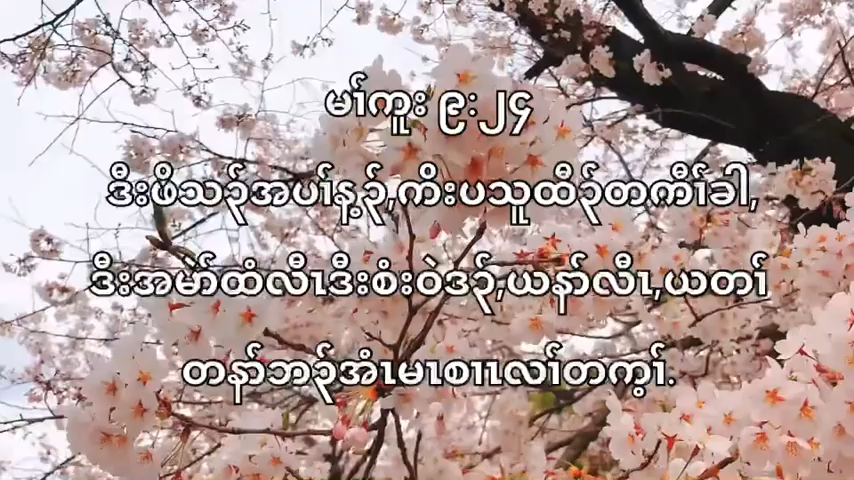 မၢ်ကူး ၉:၂၄
ဒီးဖိသၣ်အပၢ်န့ၣ်,ကိးပသူထီၣ်တကီၢ်ခါ,
ဒီးအမဲာ်ထံလီၤဒီးစံးဝဲဒၣ်,ယနာ်လီၤ,ယတၢ်
တနာ်ဘၣ်အံၤမၤစၢၤလၢ်တက့ၢ်.